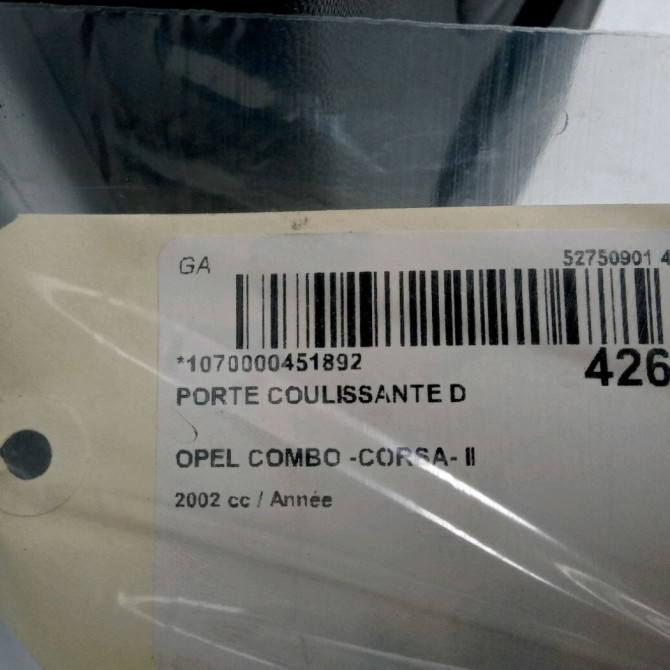 GA 52750901 4
*1070000451892 426
PORTE COULISSANTE D
OPEL COMBO -CORSA- II
2002 cc / Année